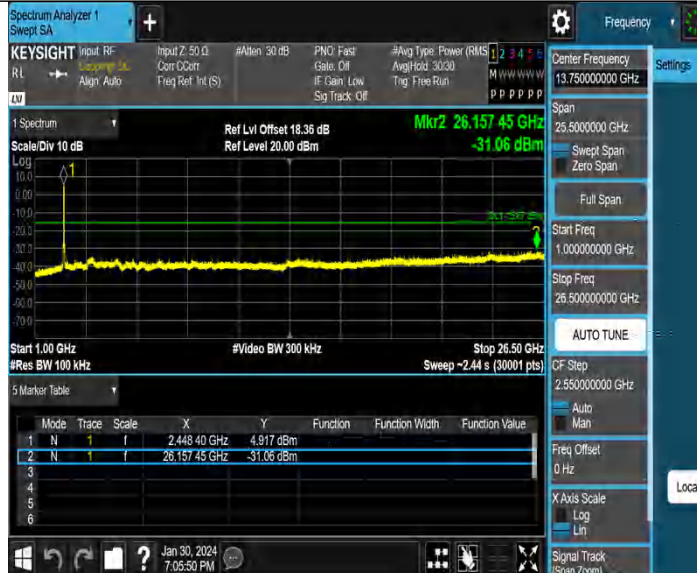 Spectrum Analyzer 1
Swept SA
+
Frequency
KEYSIGHT
RL
Input: RF
Align: Auto
Input Z: 50 Ω
Corr CCorr
Freq Ref: Int (S)
#Atten: 30 dB
PNO: Fast
Gate: Off
IF Gain: Low
Sig Track: Off
#Avg Type: Power (RMS
Avg|Hold: 30/30
Trig: Free Run
1 2 3 4 5 6
M W W W W W
P P P P P P
Center Frequency
13.750000000 GHz
Settings
Span
25.5000000 GHz
Swept Span
Zero Span
Full Span
Start Freq
1.000000000 GHz
Stop Freq
26.500000000 GHz
AUTO TUNE
CF Step
2.550000000 GHz
Auto
Man
Freq Offset
0 Hz
X Axis Scale
Log
Lin
Signal Track
(Span Zoom)
Local
1 Spectrum
Scale/Div 10 dB
Ref Lvl Offset 18.36 dB
Ref Level 20.00 dBm
Mkr2 26.157 45 GHz
-31.06 dBm
Log
10.0
0.00
-10.0
-20.0
-30.0
-40.0
-50.0
-60.0
-70.0
1
2
Start 1.00 GHz
#Res BW 100 kHz
#Video BW 300 kHz
Stop 26.50 GHz
Sweep ~2.44 s (30001 pts)
5 Marker Table
Mode Trace Scale X Y Function Function Width Function Value
1 N 1 f 2.448 40 GHz 4.917 dBm
2 N 1 f 26.157 45 GHz -31.06 dBm
3
4
5
6
?
Jan 30, 2024
7:05:50 PM